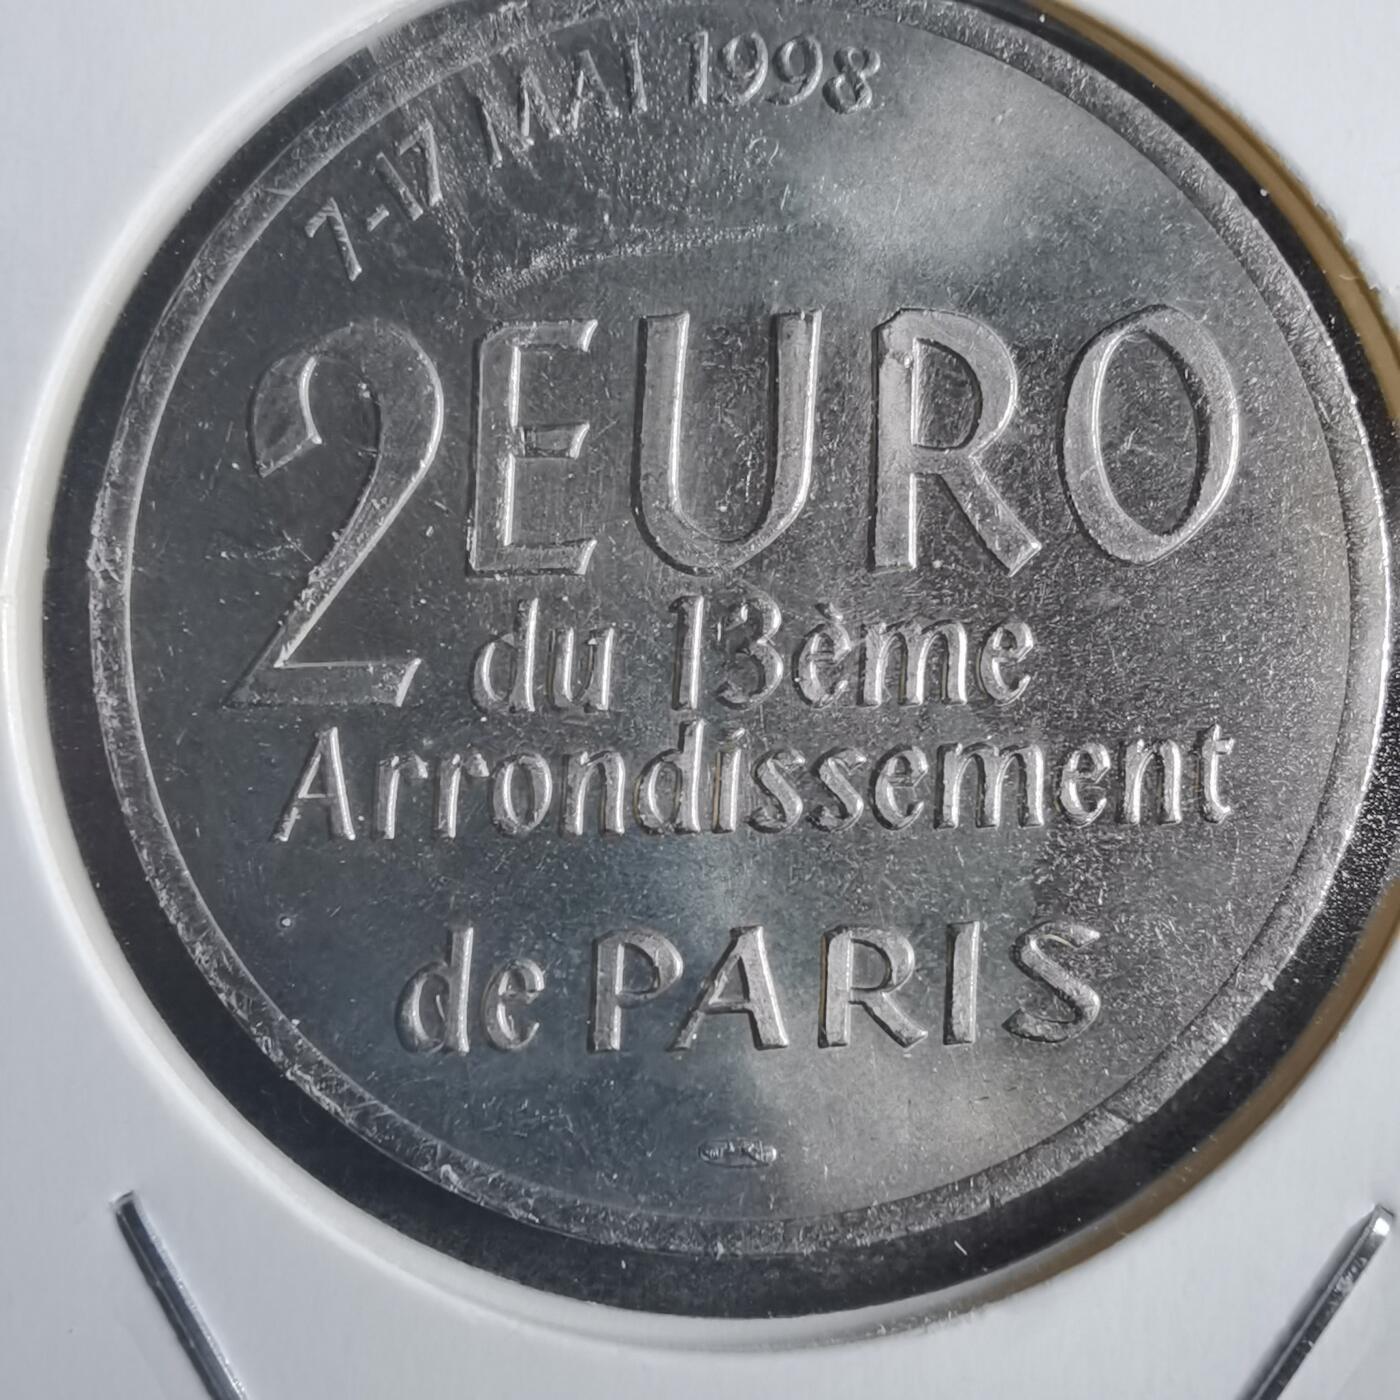 7-17 MAI 1998
2 EURO
du 13ème
Arrondissement
de PARIS